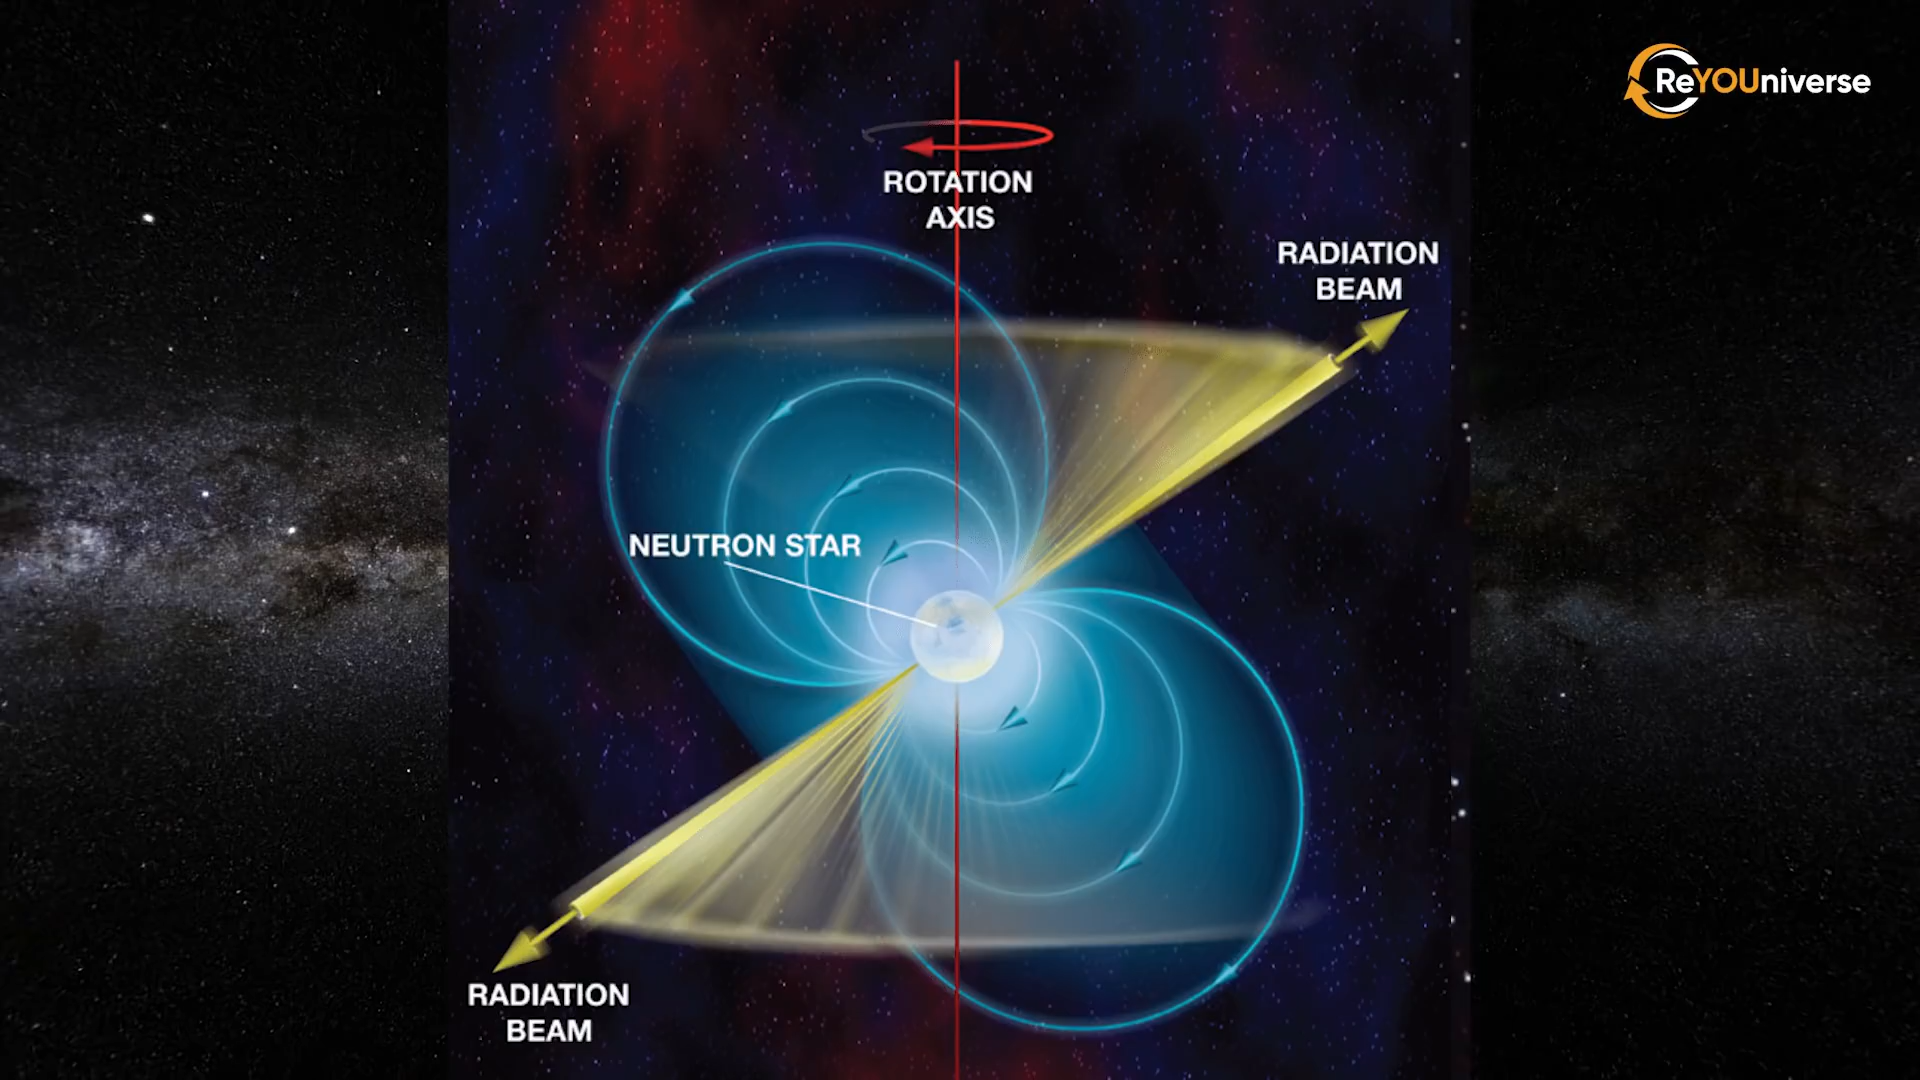 ReYOUniverse
ROTATION
AXIS
RADIATION
BEAM
NEUTRON STAR
RADIATION
BEAM